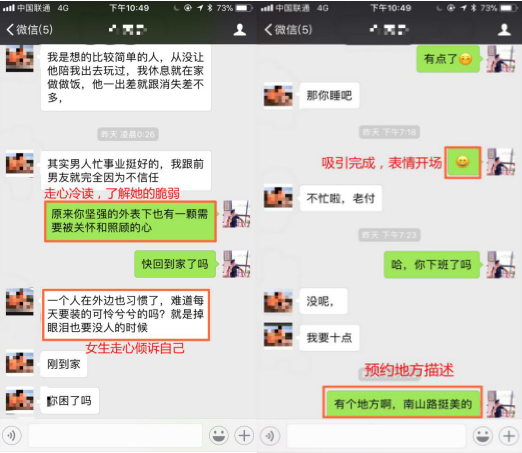 中国联通 4G 下午10:49 73%
微信(5)
我是想的比较简单的人，从没让
他陪我出去玩过，我休息就在家
做做饭，他一出差就跟消失差不
多，
昨天 凌晨0:26
其实男人忙事业挺好的，我跟前
男友就完全因为不信任
走心冷读，了解她的脆弱
原来你坚强的外表下也有一颗需
要被关怀和照顾的心
快回到家了吗
一个人在外边也习惯了，难道每
天要装的可怜兮兮的吗？就是掉
眼泪也要没人的时候
女生走心倾诉自己
刚到家
你困了吗
中国联通 4G 下午10:49 73%
微信(5)
有点了
那你睡吧
昨天 下午7:18
吸引完成，表情开场
不忙啦，老付
昨天 下午7:23
哈，你下班了吗
没呢，
我要十点
预约地方描述
有个地方啊，南山路挺美的